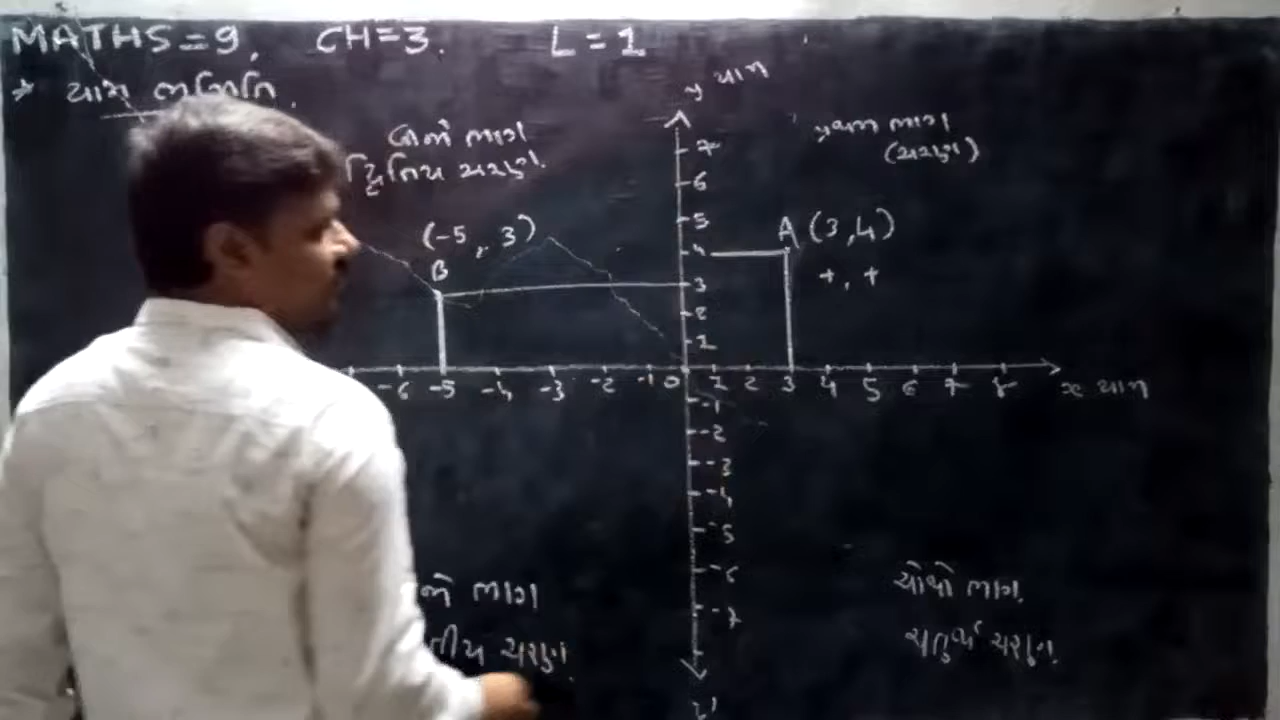 MATHS=9, CH=3. L=1
* યામ ભૂમિતિ.
y યામ
બીજો ભાગ
દ્વિતિય ચરણ.
પ્રથમ ભાગ
(ચરણ)
(-5, 3)
B
A (3,4)
+, +
7
6
5
4
3
2
1
-6 -5 -4 -3 -2 -1 0 1 2 3 4 5 6 7 8
x યામ
-1
-2
-3
-4
-5
-6
-7
ભાગ
ચરણ.
ચોથો ભાગ.
ચતુર્થ ચરણ.